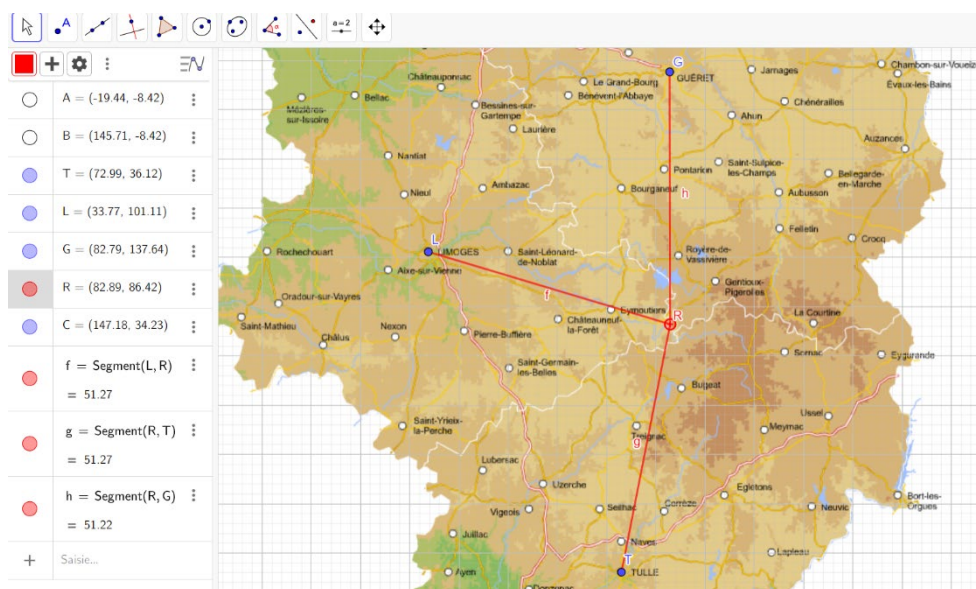 a=2
A = (-19.44, -8.42)
B = (145.71, -8.42)
T = (72.99, 36.12)
L = (33.77, 101.11)
G = (82.79, 137.64)
R = (82.89, 86.42)
C = (147.18, 34.23)
f = Segment(L, R)
= 51.27
g = Segment(R, T)
= 51.27
h = Segment(R, G)
= 51.22
Saisie...
G
GUÉRET
Jarnages
Chambon-sur-Voueize
Évaux-les-Bains
Châteauponsac
Le Grand-Bourg
Bénévent-l'Abbaye
Chénérailles
Mézières-
sur-Issoire
Bellac
Bessines-sur-
Gartempe
Laurière
Ahun
Auzances
Nantiat
Pontarion
Saint-Sulpice-
les-Champs
Bellegarde-
en-Marche
Nieul
Ambazac
Bourganeuf
h
Aubusson
Felletin
Crocq
L
LIMOGES
Rochechouart
Saint-Léonard-
de-Noblat
Royère-de-
Vassivière
Aixe-sur-Vienne
Gentioux-
Pigerolles
Oradour-sur-Vayres
f
Saint-Mathieu
Nexon
Châlus
Pierre-Buffière
Châteauneuf-
la-Forêt
Eymoutiers
R
La Courtine
Sornac
Eygurande
Saint-Germain-
les-Belles
Bugeat
Saint-Yrieix-
la-Perche
Treignac
g
Ussel
Meymac
Lubersac
Uzerche
Égletons
Bort-les-
Orgues
Vigeois
Seilhac
Corrèze
Neuvic
Juillac
Naves
Lapleau
Ayen
T
TULLE
Donzenac